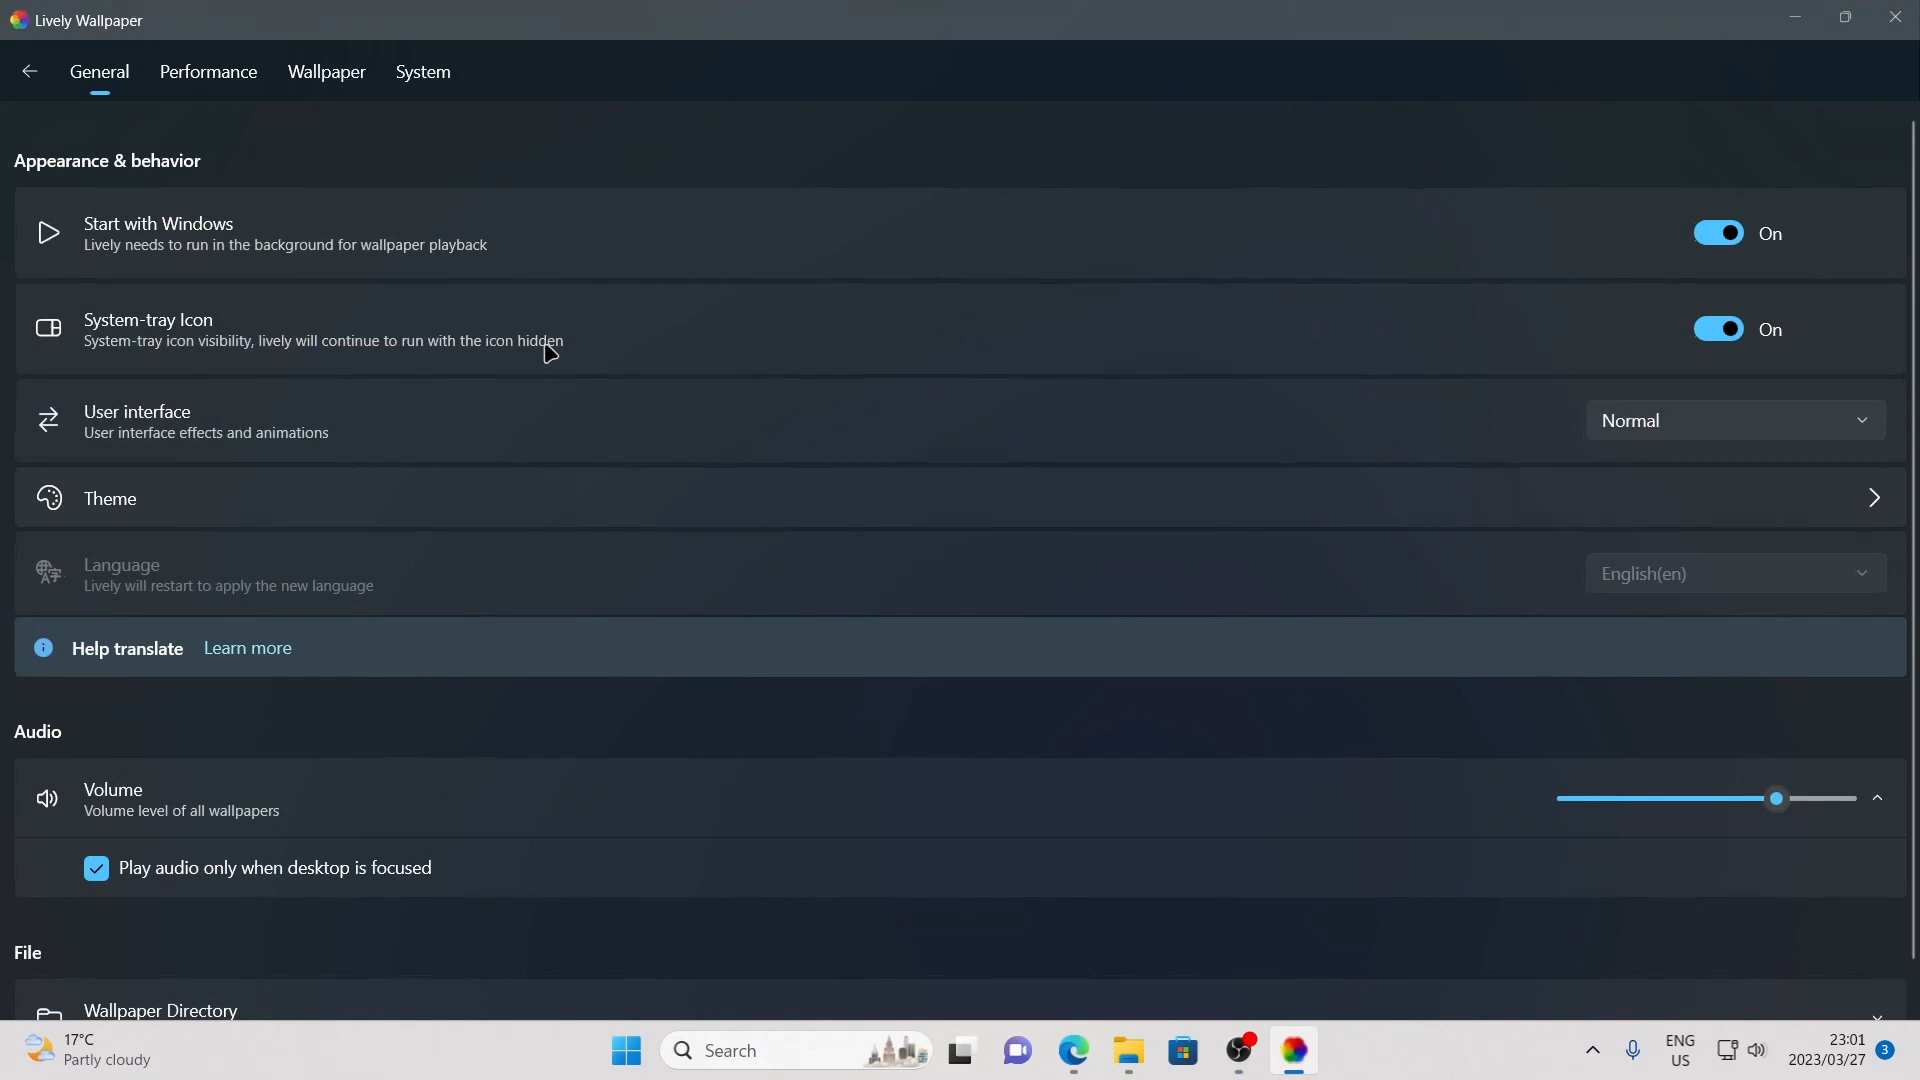 Lively Wallpaper
General Performance Wallpaper System
Appearance & behavior
Start with Windows
Lively needs to run in the background for wallpaper playback
On
System-tray Icon
System-tray icon visibility, lively will continue to run with the icon hidden
On
User interface
User interface effects and animations
Normal
Theme
Language
Lively will restart to apply the new language
English(en)
Help translate Learn more
Audio
Volume
Volume level of all wallpapers
Play audio only when desktop is focused
File
Wallpaper Directory
17°C
Partly cloudy
Search
ENG
US
23:01
2023/03/27
3